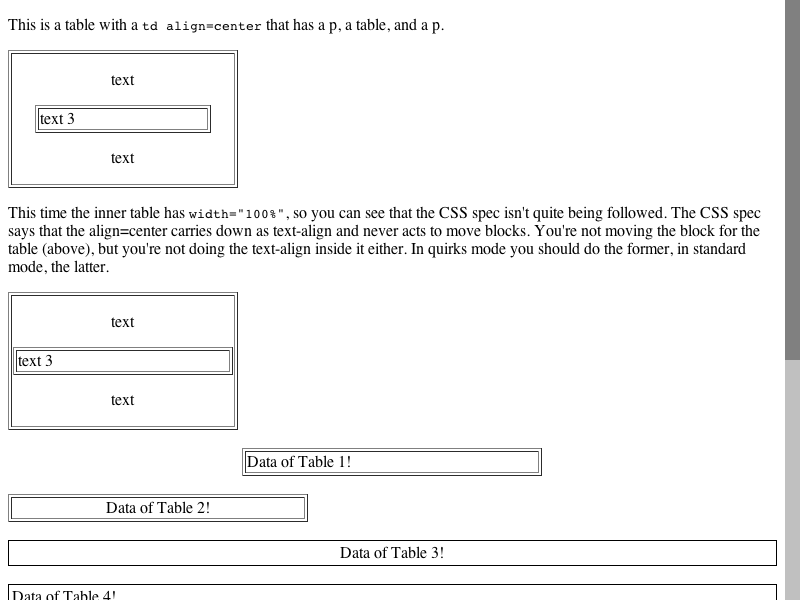 This is a table with a td align=center that has a p, a table, and a p.
text
text 3
text
This time the inner table has width="100%", so you can see that the CSS spec isn't quite being followed. The CSS spec
says that the align=center carries down as text-align and never acts to move blocks. You're not moving the block for the
table (above), but you're not doing the text-align inside it either. In quirks mode you should do the former, in standard
mode, the latter.
text
text 3
text
Data of Table 1!
Data of Table 2!
Data of Table 3!
Data of Table 4!